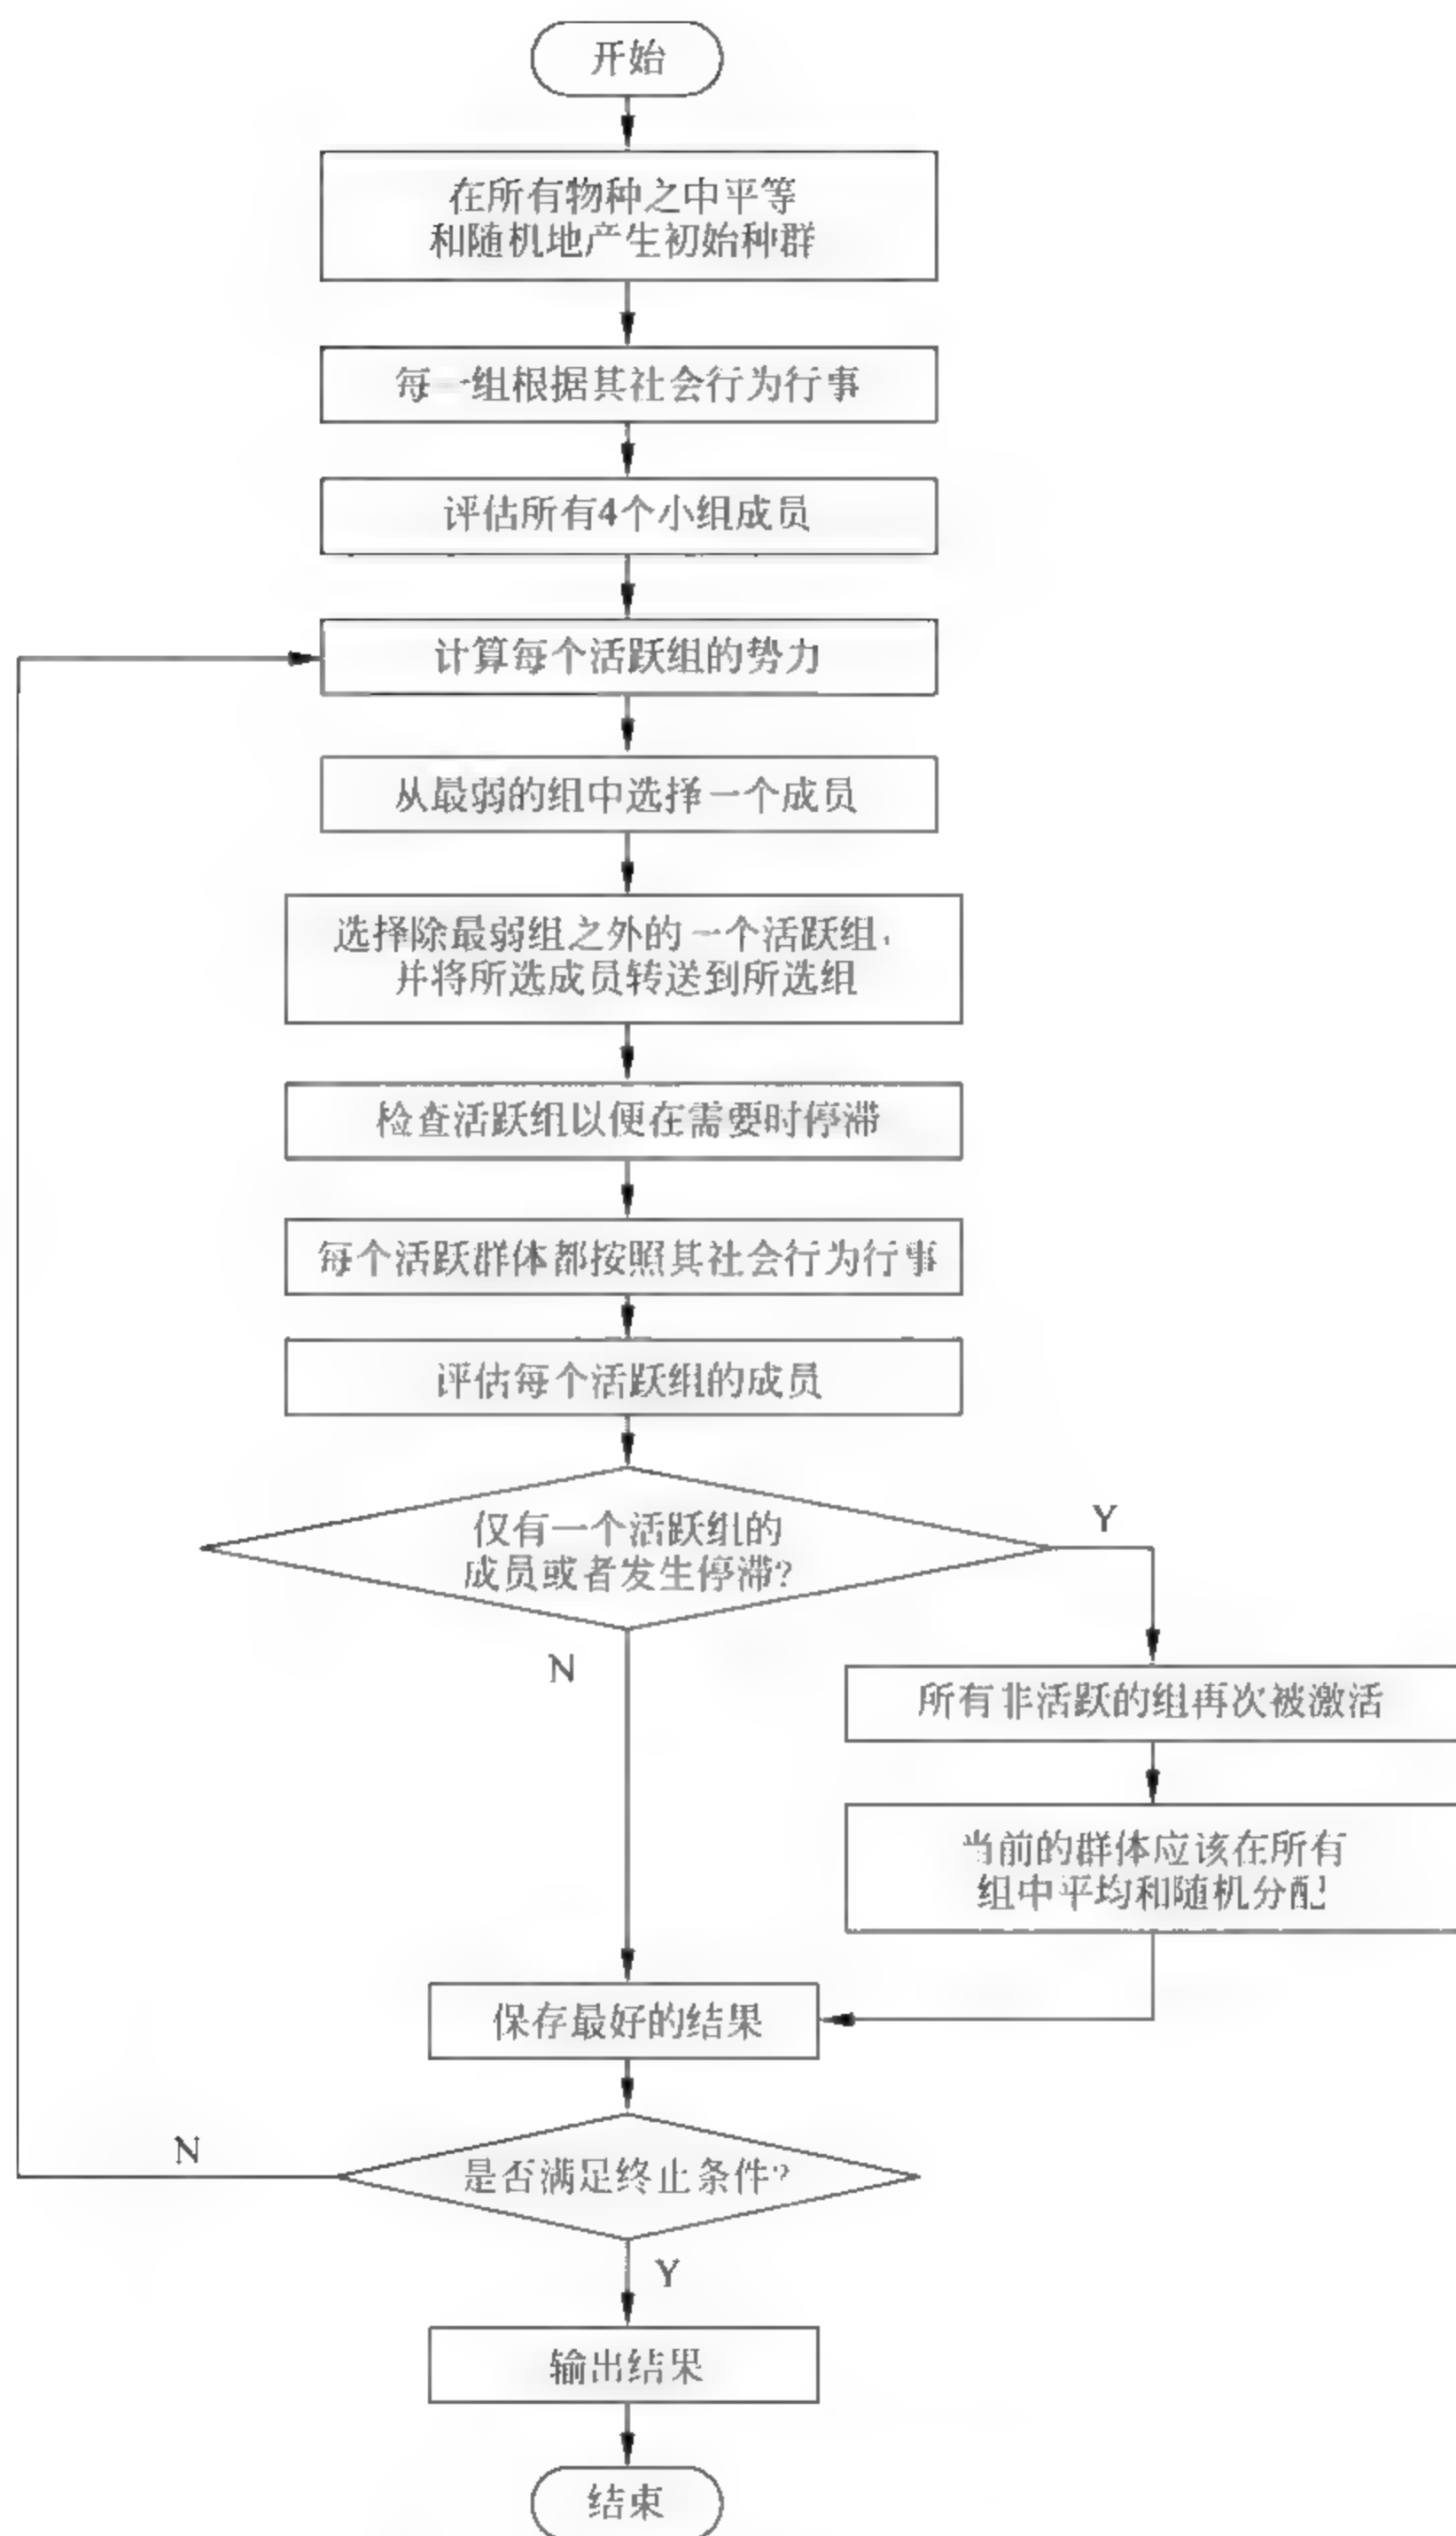 开始
在所有物种之中平等
和随机地产生初始种群
每一组根据其社会行为行事
评估所有4个小组成员
计算每个活跃组的势力
从最弱的组中选择一个成员
选择除最弱组之外的一个活跃组,
并将所选成员转送到所选组
检查活跃组以便在需要时停滞
每个活跃群体都按照其社会行为行事
评估每个活跃组的成员
仅有一个活跃组的
成员或者发生停滞?
Y
N
所有非活跃的组再次被激活
当前的群体应该在所有
组中平均和随机分配
保存最好的结果
是否满足终止条件?
N
Y
输出结果
结束